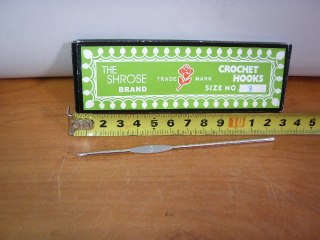 THE
SHROSE
BRAND
TRADE MARK
CROCHET
HOOKS
SIZE NO
2 3 4 5 6 7 8 9 10 1 2 3 4 5